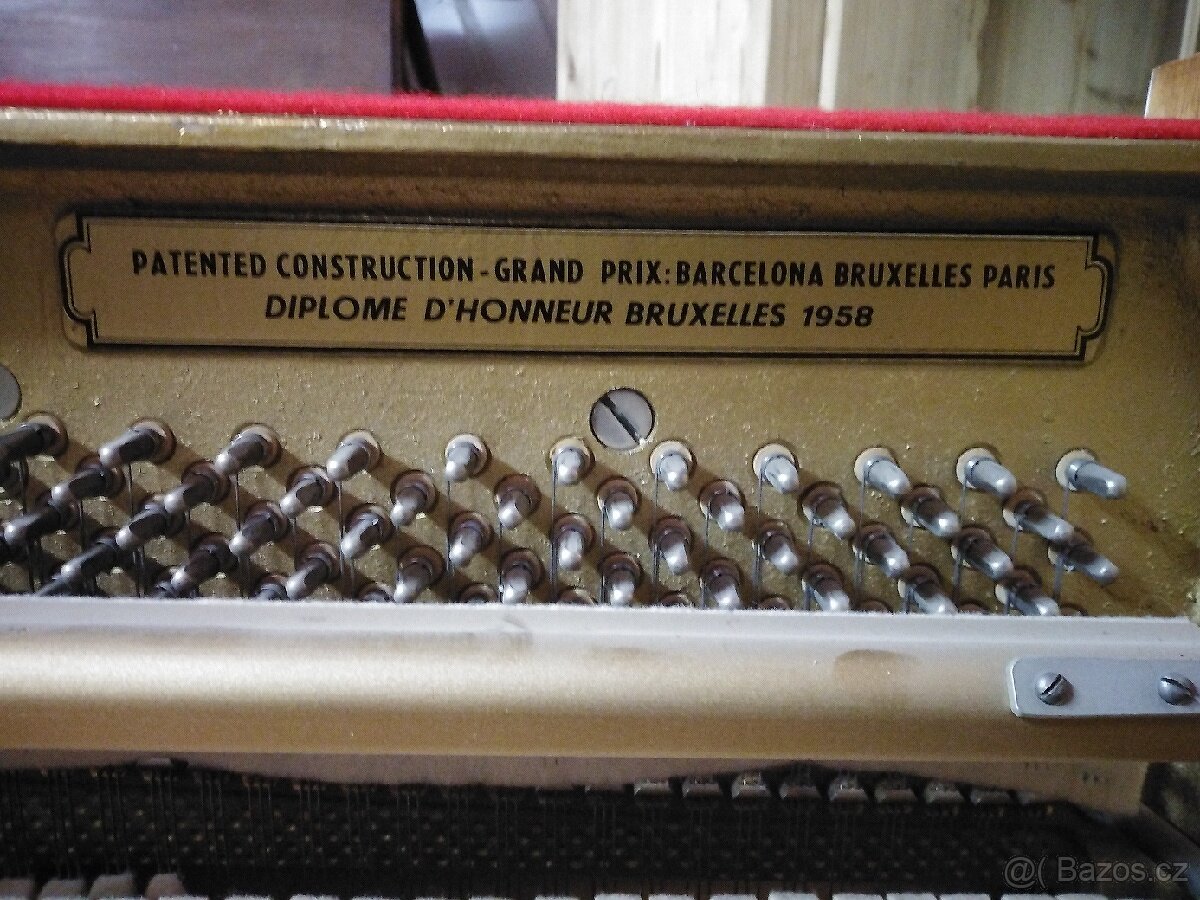 PATENTED CONSTRUCTION - GRAND PRIX: BARCELONA BRUXELLES PARIS
DIPLOME D'HONNEUR BRUXELLES 1958
@( Bazos.cz